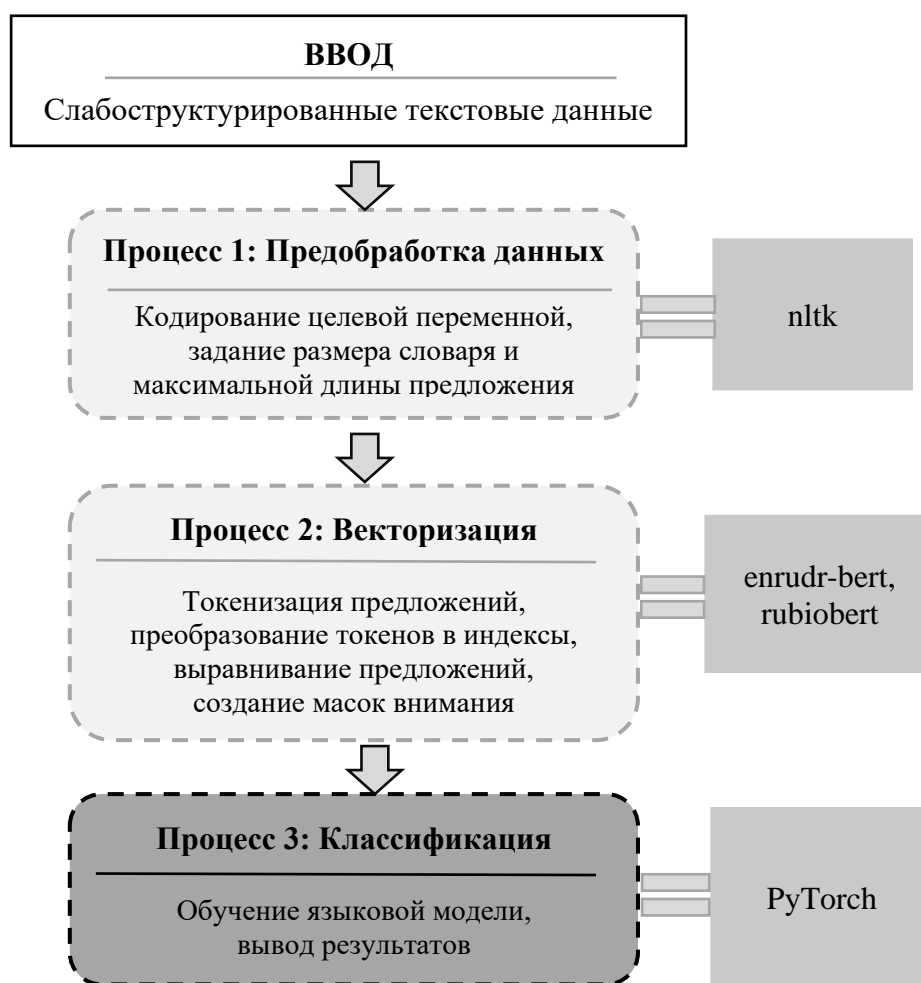 ВВОД
Слабоструктурированные текстовые данные
Процесс 1: Предобработка данных
Кодирование целевой переменной,
задание размера словаря и
максимальной длины предложения
nltk
Процесс 2: Векторизация
Токенизация предложений,
преобразование токенов в индексы,
выравнивание предложений,
создание масок внимания
enrudr-bert,
rubiobert
Процесс 3: Классификация
Обучение языковой модели,
вывод результатов
PyTorch